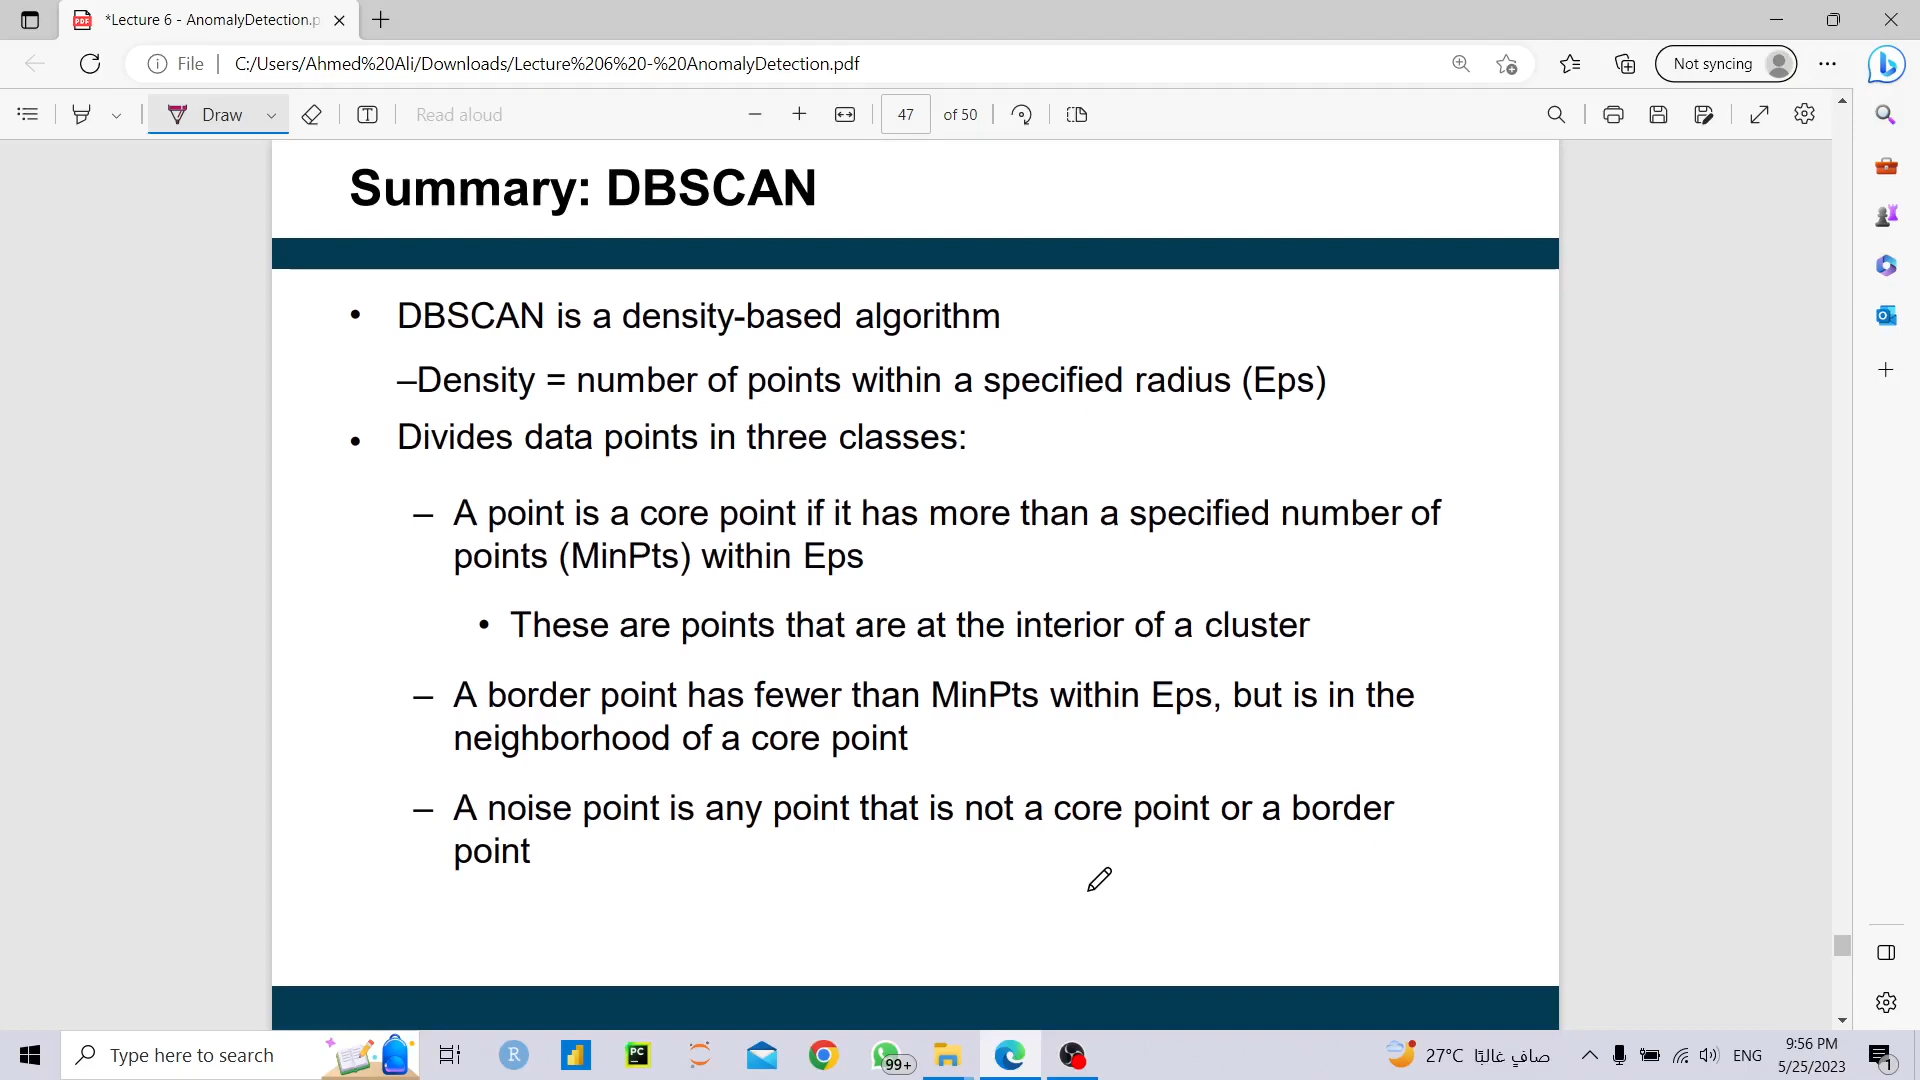 *Lecture 6 - AnomalyDetection.p
File
C:/Users/Ahmed%20Ali/Downloads/Lecture%206%20-%20AnomalyDetection.pdf
Not syncing
Draw
Read aloud
47 of 50
Summary: DBSCAN
• DBSCAN is a density-based algorithm
–Density = number of points within a specified radius (Eps)
• Divides data points in three classes:
– A point is a core point if it has more than a specified number of
points (MinPts) within Eps
• These are points that are at the interior of a cluster
– A border point has fewer than MinPts within Eps, but is in the
neighborhood of a core point
– A noise point is any point that is not a core point or a border
point
Type here to search
R
PC
99+
27°C صافٍ غالبًا
ENG
9:56 PM
5/25/2023
1